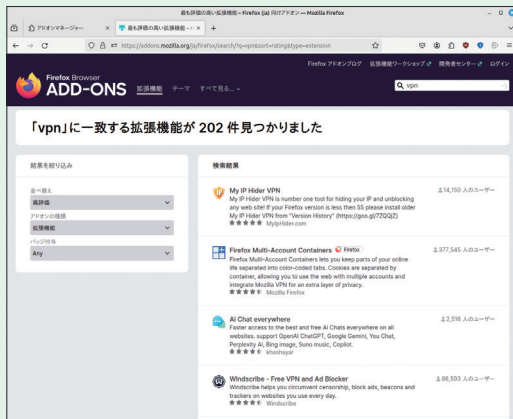 最も評価の高い拡張機能 – Firefox (ja) 向けアドオン — Mozilla Firefox
アドオンマネージャー
最も評価の高い拡張機能 – F
https://addons.mozilla.org/ja/firefox/search/?q=vpn&sort=rating&type=extension
Firefox アドオンブログ 拡張機能ワークショップ 開発者センター ログイン
Firefox Browser
ADD-ONS
拡張機能 テーマ すべて見る...
vpn
「vpn」に一致する拡張機能が 202 件見つかりました
結果を絞り込み
並べ替え
高評価
アドオンの種類
拡張機能
バッジ付与
Any
検索結果
My IP Hider VPN
14,150 人のユーザー
My IP Hider VPN is number one tool for hiding your IP and unblocking
any web site! If your Firefox version is less then 55 please install older
My IP Hider VPN from "Version History" (https://goo.gl/7ZQQjZ)
MyIpHider.com
Firefox Multi-Account Containers Firefox
377,545 人のユーザー
Firefox Multi-Account Containers lets you keep parts of your online
life separated into color-coded tabs. Cookies are separated by
container, allowing you to use the web with multiple accounts and
integrate Mozilla VPN for an extra layer of privacy.
Mozilla Firefox
Ai Chat everywhere
2,516 人のユーザー
Faster access to the best and free Ai Chats everywhere on all
websites. support OpenAI ChatGPT, Google Gemini, You Chat,
Perplexity Ai, Bing image, Suno music, Copilot.
khashayar
Windscribe - Free VPN and Ad Blocker
66,593 人のユーザー
Windscribe helps you circumvent censorship, block ads, beacons and
trackers on websites you use every day.
Windscribe